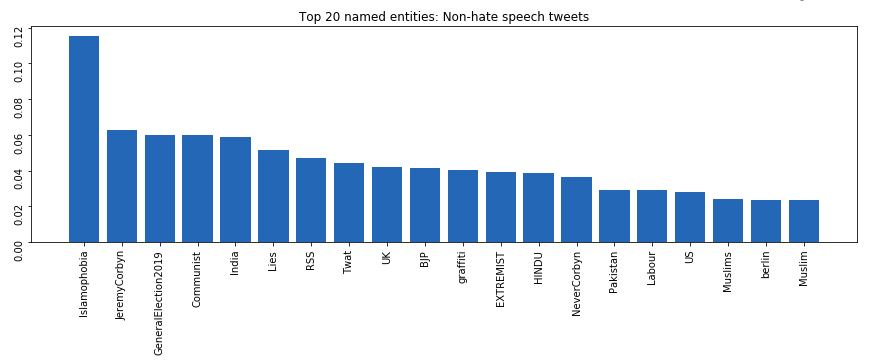 Top 20 named entities: Non-hate speech tweets
0.12
0.10
0.08
0.06
0.04
0.02
0.00
Islamophobia
JeremyCorbyn
GeneralElection2019
Communist
India
Lies
RSS
Twat
UK
BJP
graffiti
EXTREMIST
HINDU
NeverCorbyn
Pakistan
Labour
US
Muslims
berlin
Muslim